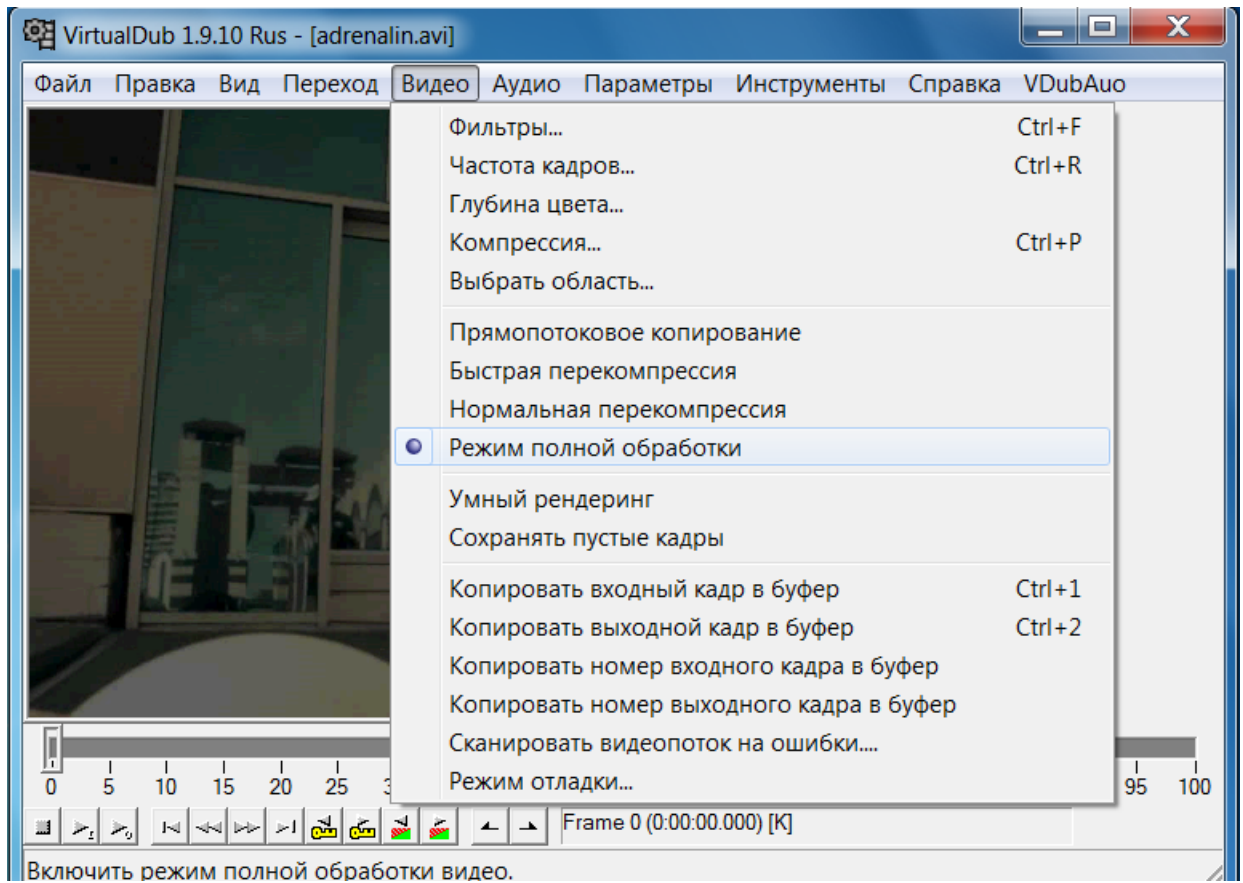 VirtualDub 1.9.10 Rus - [adrenalin.avi]
Файл Правка Вид Переход Видео Аудио Параметры Инструменты Справка VDubAuo
Фильтры... Ctrl+F
Частота кадров... Ctrl+R
Глубина цвета...
Компрессия... Ctrl+P
Выбрать область...
Прямопотоковое копирование
Быстрая перекомпрессия
Нормальная перекомпрессия
Режим полной обработки
Умный рендеринг
Сохранять пустые кадры
Копировать входный кадр в буфер Ctrl+1
Копировать выходной кадр в буфер Ctrl+2
Копировать номер входного кадра в буфер
Копировать номер выходного кадра в буфер
Сканировать видеопоток на ошибки....
Режим отладки...
0 5 10 15 20 25 95 100
Frame 0 (0:00:00.000) [K]
Включить режим полной обработки видео.